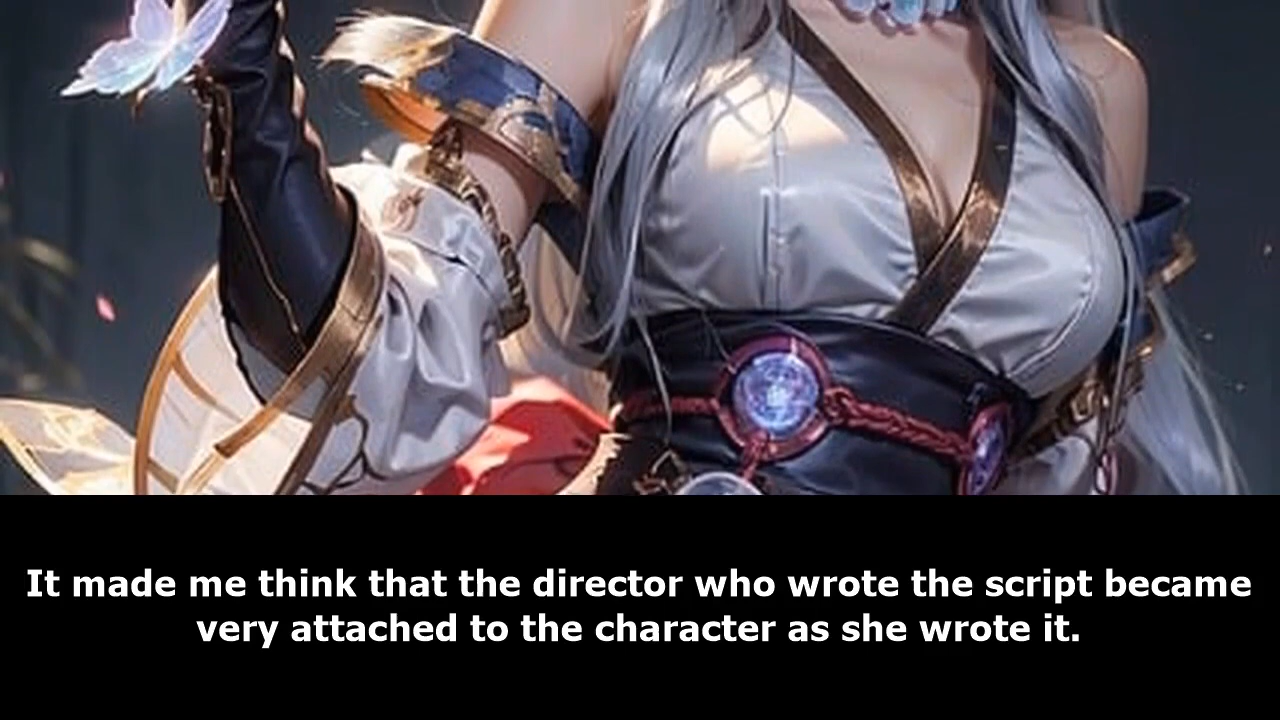 It made me think that the director who wrote the script became
very attached to the character as she wrote it.